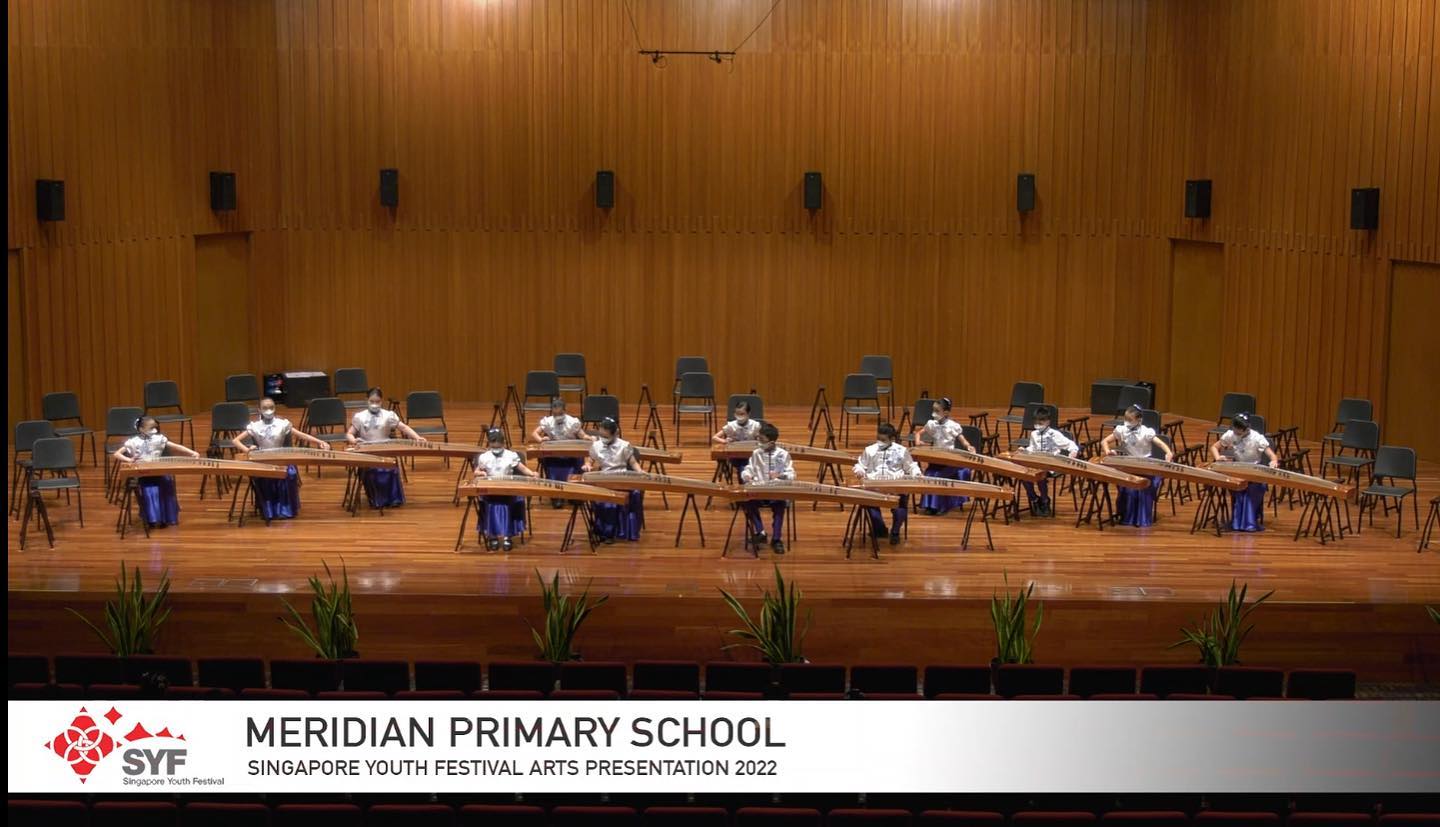 MERIDIAN PRIMARY SCHOOL
SINGAPORE YOUTH FESTIVAL ARTS PRESENTATION 2022
SYF
Singapore Youth Festival